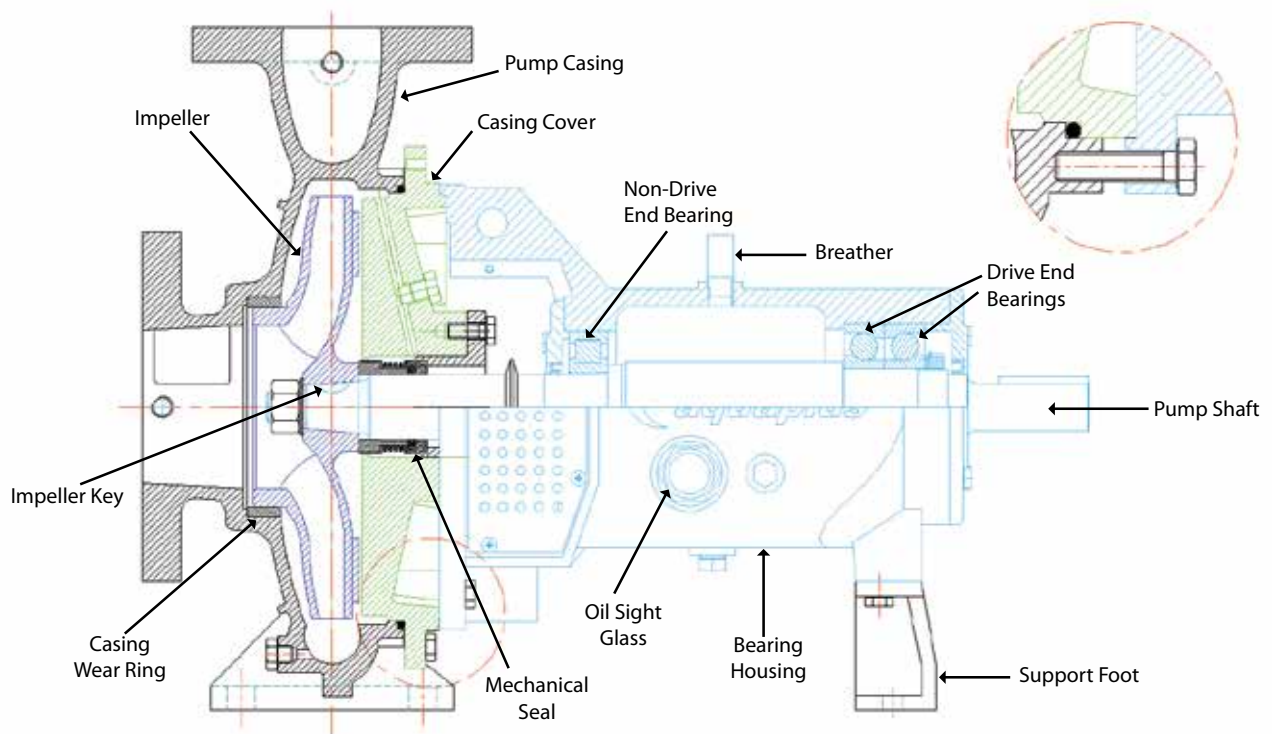 Pump Casing
Impeller
Casing Cover
Non-Drive
End Bearing
Breather
Drive End
Bearings
Pump Shaft
Impeller Key
Casing
Wear Ring
Mechanical
Seal
Oil Sight
Glass
Bearing
Housing
Support Foot